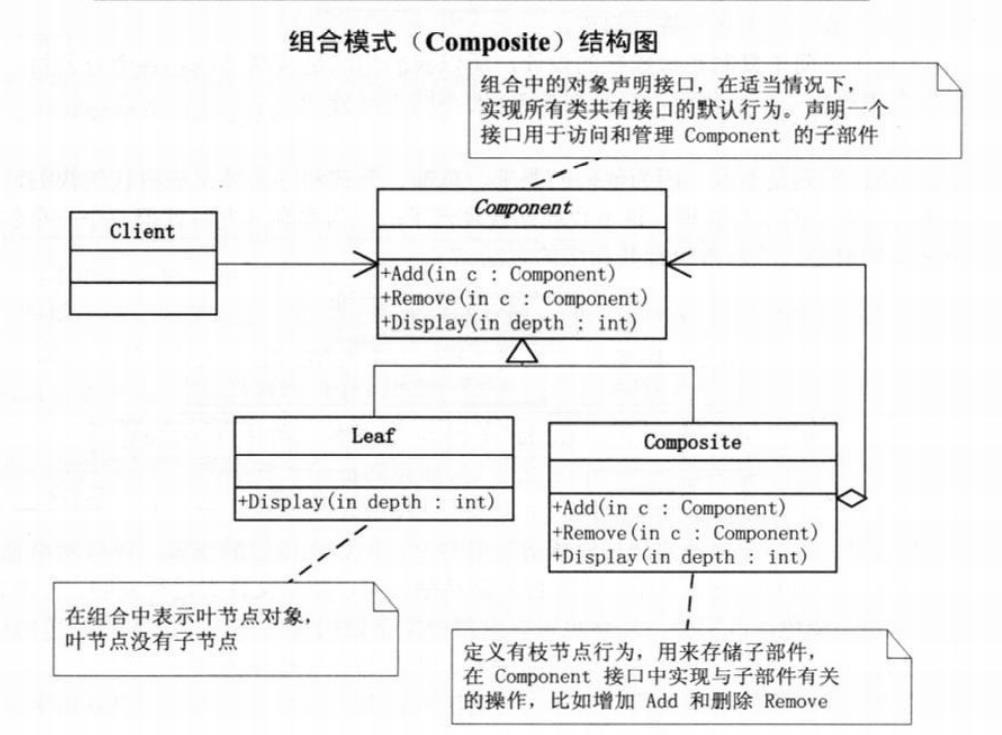 组合模式（Composite）结构图
组合中的对象声明接口，在适当情况下，
实现所有类共有接口的默认行为。声明一个
接口用于访问和管理 Component 的子部件
Component
+Add(in c : Component)
+Remove(in c : Component)
+Display(in depth : int)
Client
Leaf
+Display(in depth : int)
Composite
+Add(in c : Component)
+Remove(in c : Component)
+Display(in depth : int)
在组合中表示叶节点对象，
叶节点没有子节点
定义有枝节点行为，用来存储子部件，
在 Component 接口中实现与子部件有关
的操作，比如增加 Add 和删除 Remove